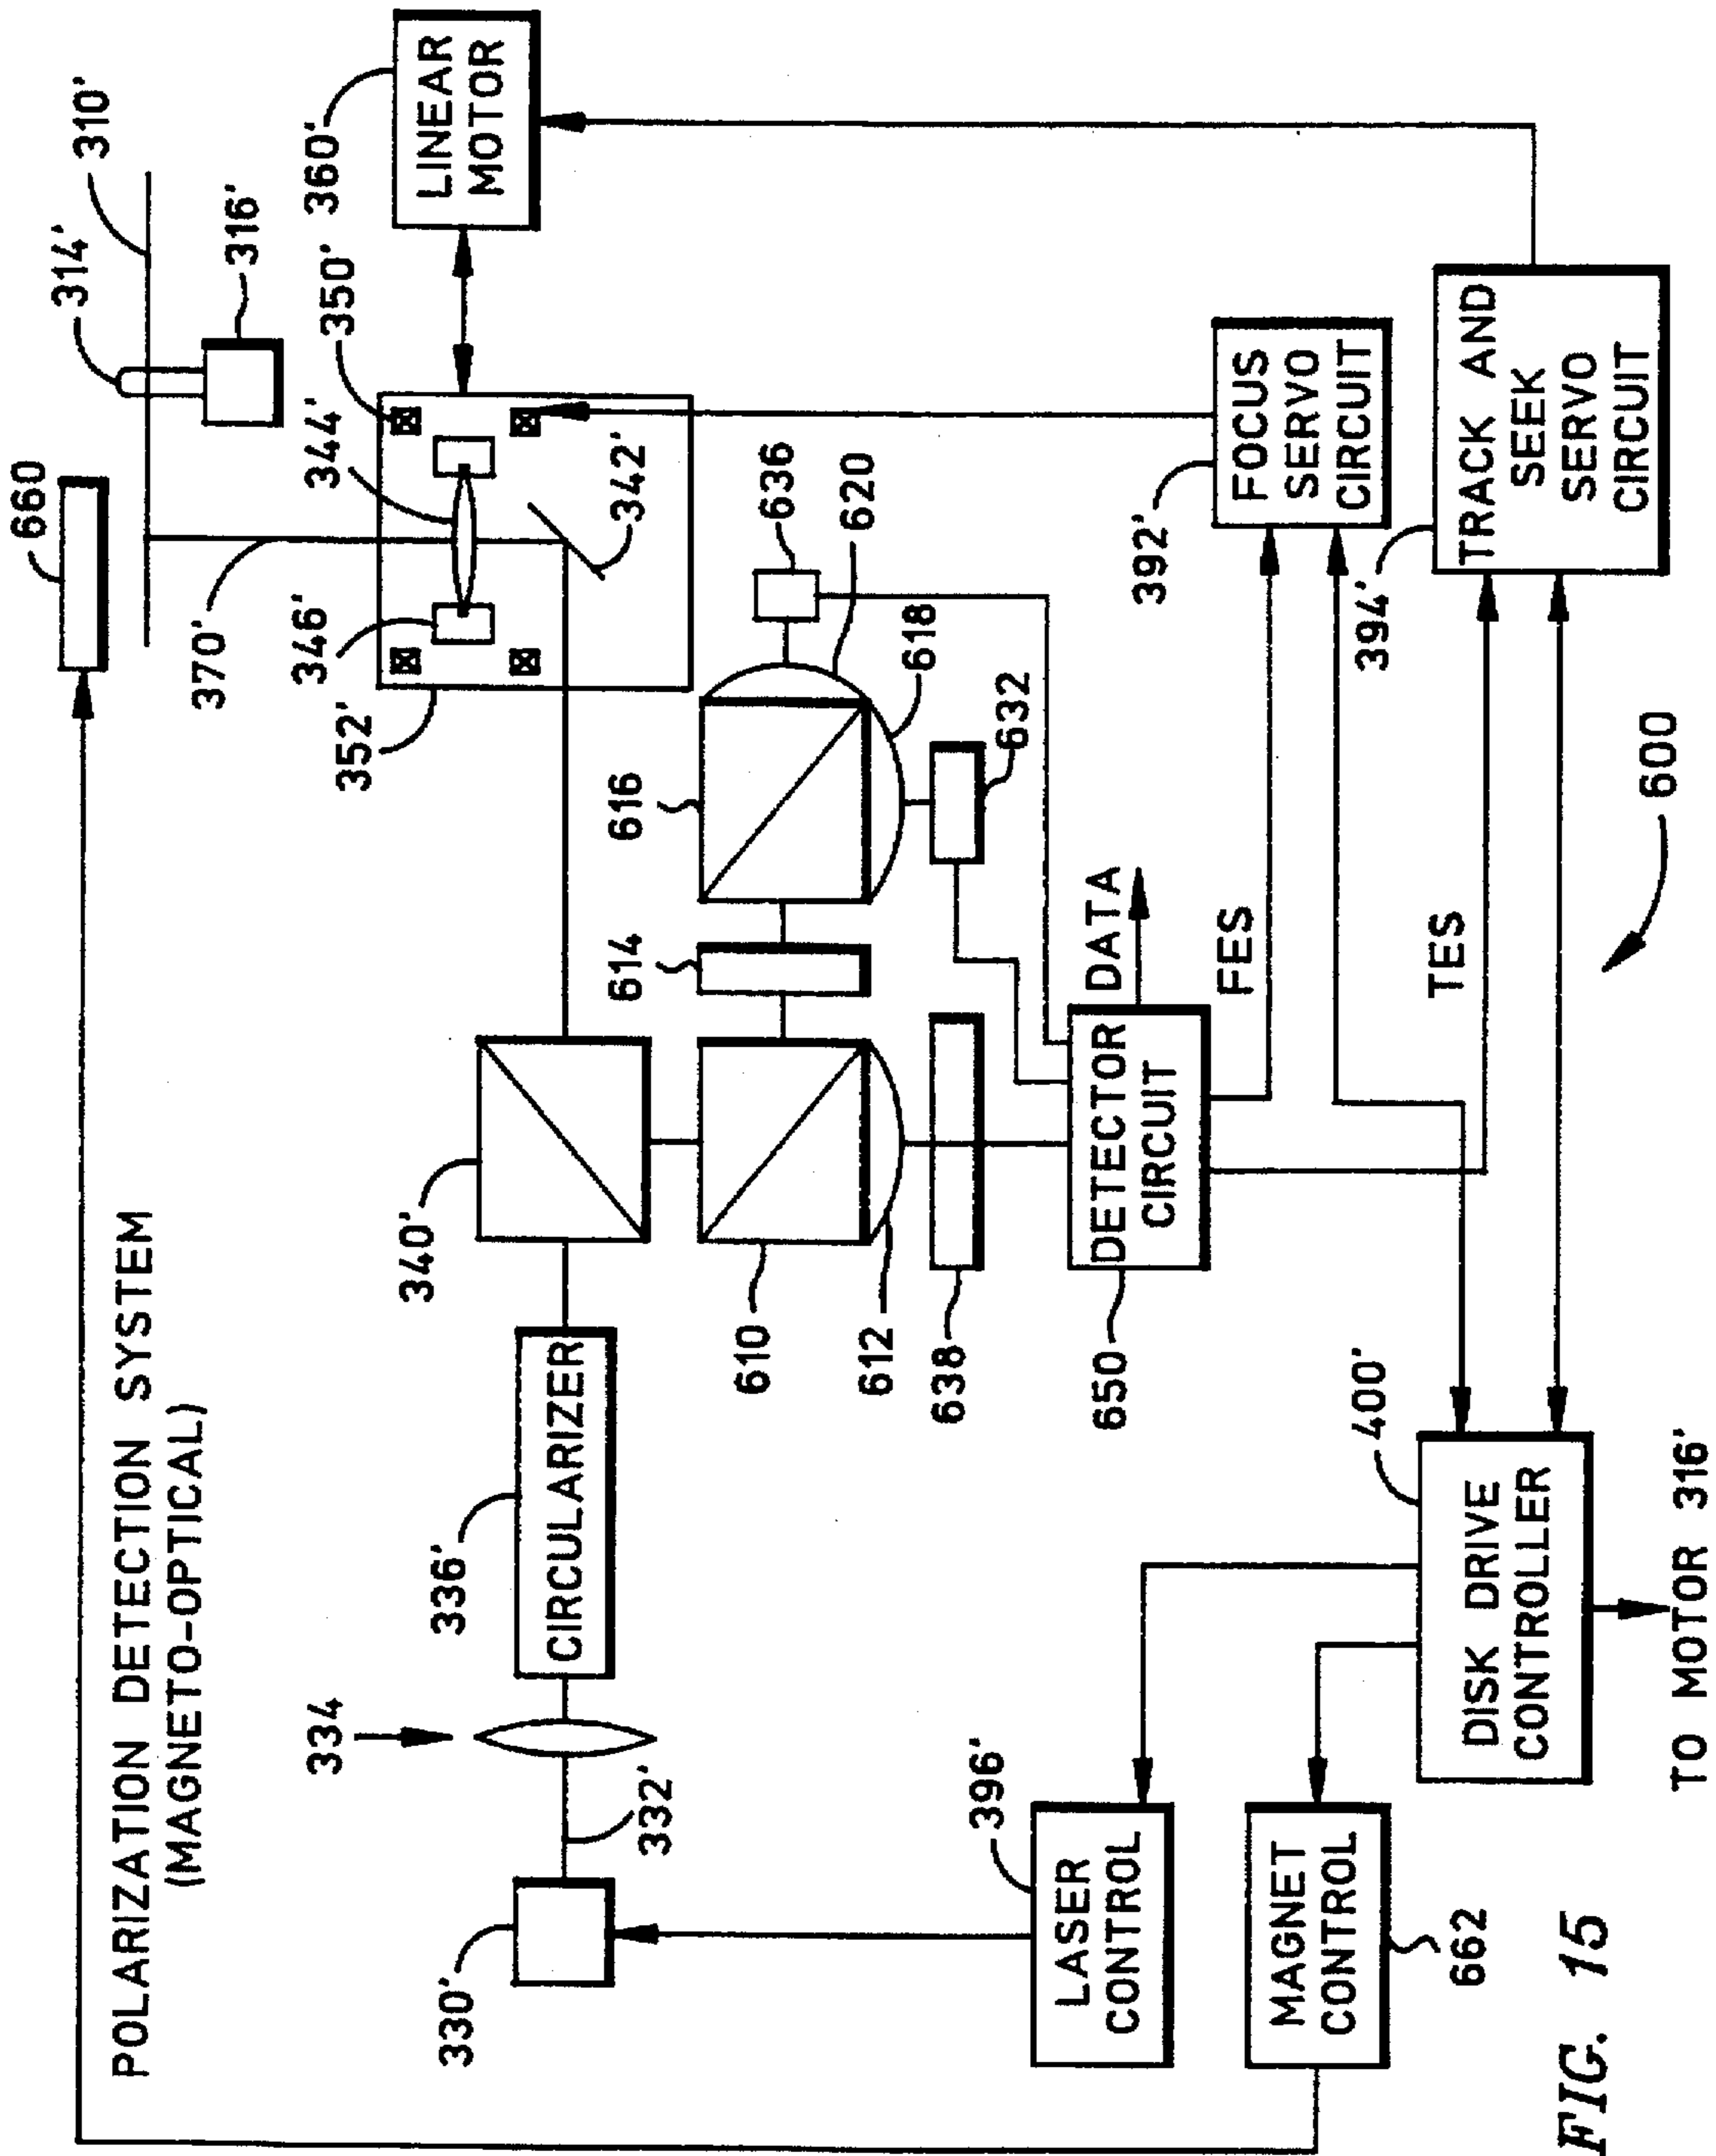 POLARIZATION DETECTION SYSTEM
(MAGNETO-OPTICAL)
660
314'
310'
316'
370'
346'
344'
350'
360'
LINEAR
MOTOR
352'
342'
334
336'
CIRCULARIZER
340'
330'
332'
616
636
620
618
632
614
610
612
638
650
DETECTOR
CIRCUIT
DATA
FES
TES
392'
FOCUS
SERVO
CIRCUIT
394'
TRACK AND
SEEK
SERVO
CIRCUIT
396'
LASER
CONTROL
MAGNET
CONTROL
662
400'
DISK DRIVE
CONTROLLER
TO MOTOR 316'
600
FIG. 15